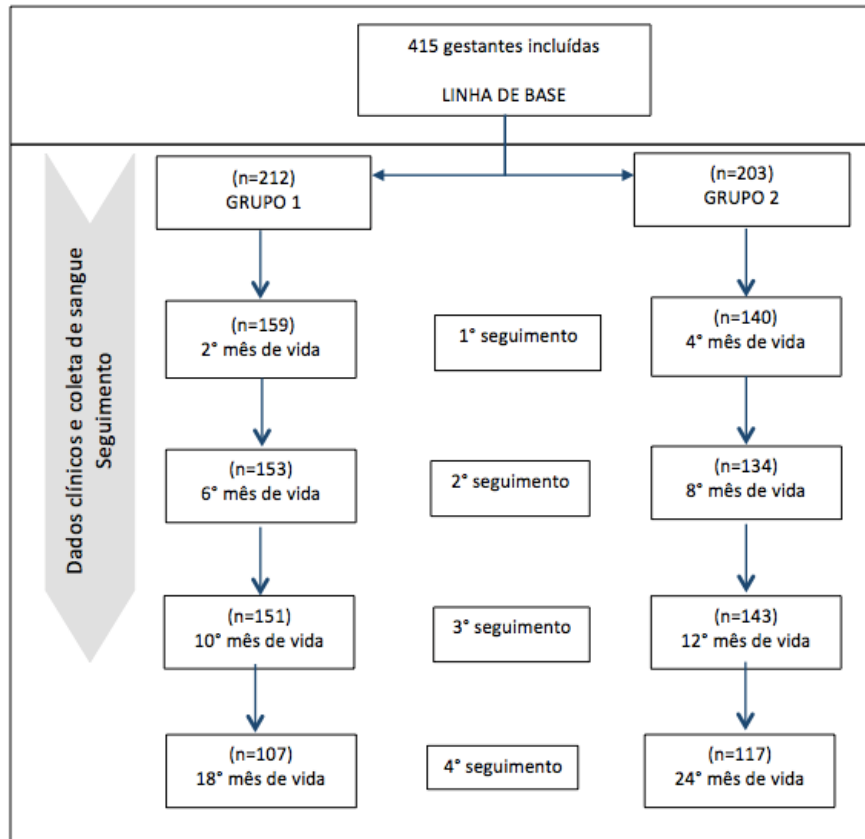 415 gestantes incluídas
LINHA DE BASE
Dados clínicos e coleta de sangue
Seguimento
(n=212)
GRUPO 1
(n=203)
GRUPO 2
(n=159)
2° mês de vida
1° seguimento
(n=140)
4° mês de vida
(n=153)
6° mês de vida
2° seguimento
(n=134)
8° mês de vida
(n=151)
10° mês de vida
3° seguimento
(n=143)
12° mês de vida
(n=107)
18° mês de vida
4° seguimento
(n=117)
24° mês de vida